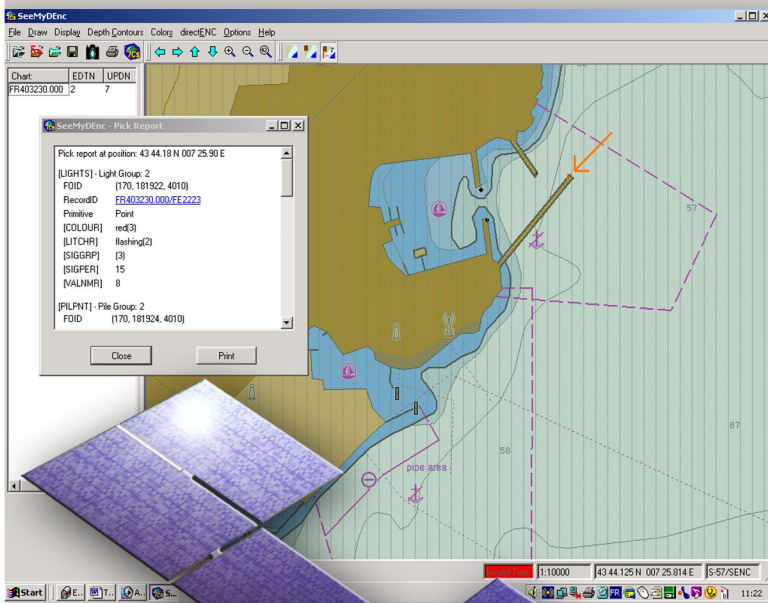 SeeMyDEnc
File Draw Display Depth Contours Colors directENC Options Help
Chart: EDTN UPDN
FR403230.000 2 7
SeeMyDEnc - Pick Report
Pick report at position: 43 44.18 N 007 25.90 E
[LIGHTS] - Light Group: 2
FOID (170, 181922, 4010)
RecordID FR403230.000/FE2223
Primitive Point
[COLOUR] red(3)
[LITCHR] flashing(2)
[SIGGRP] (3)
[SIGPER] 15
[VALNMR] 8
[PILPNT] - Pile Group: 2
FOID (170, 181924, 4010)
Close Print
57
87
58
pipe area
1:10000 43 44.125 N 007 25.814 E S-57/SENC
Start E.. T.. A.. S... FR 11:22